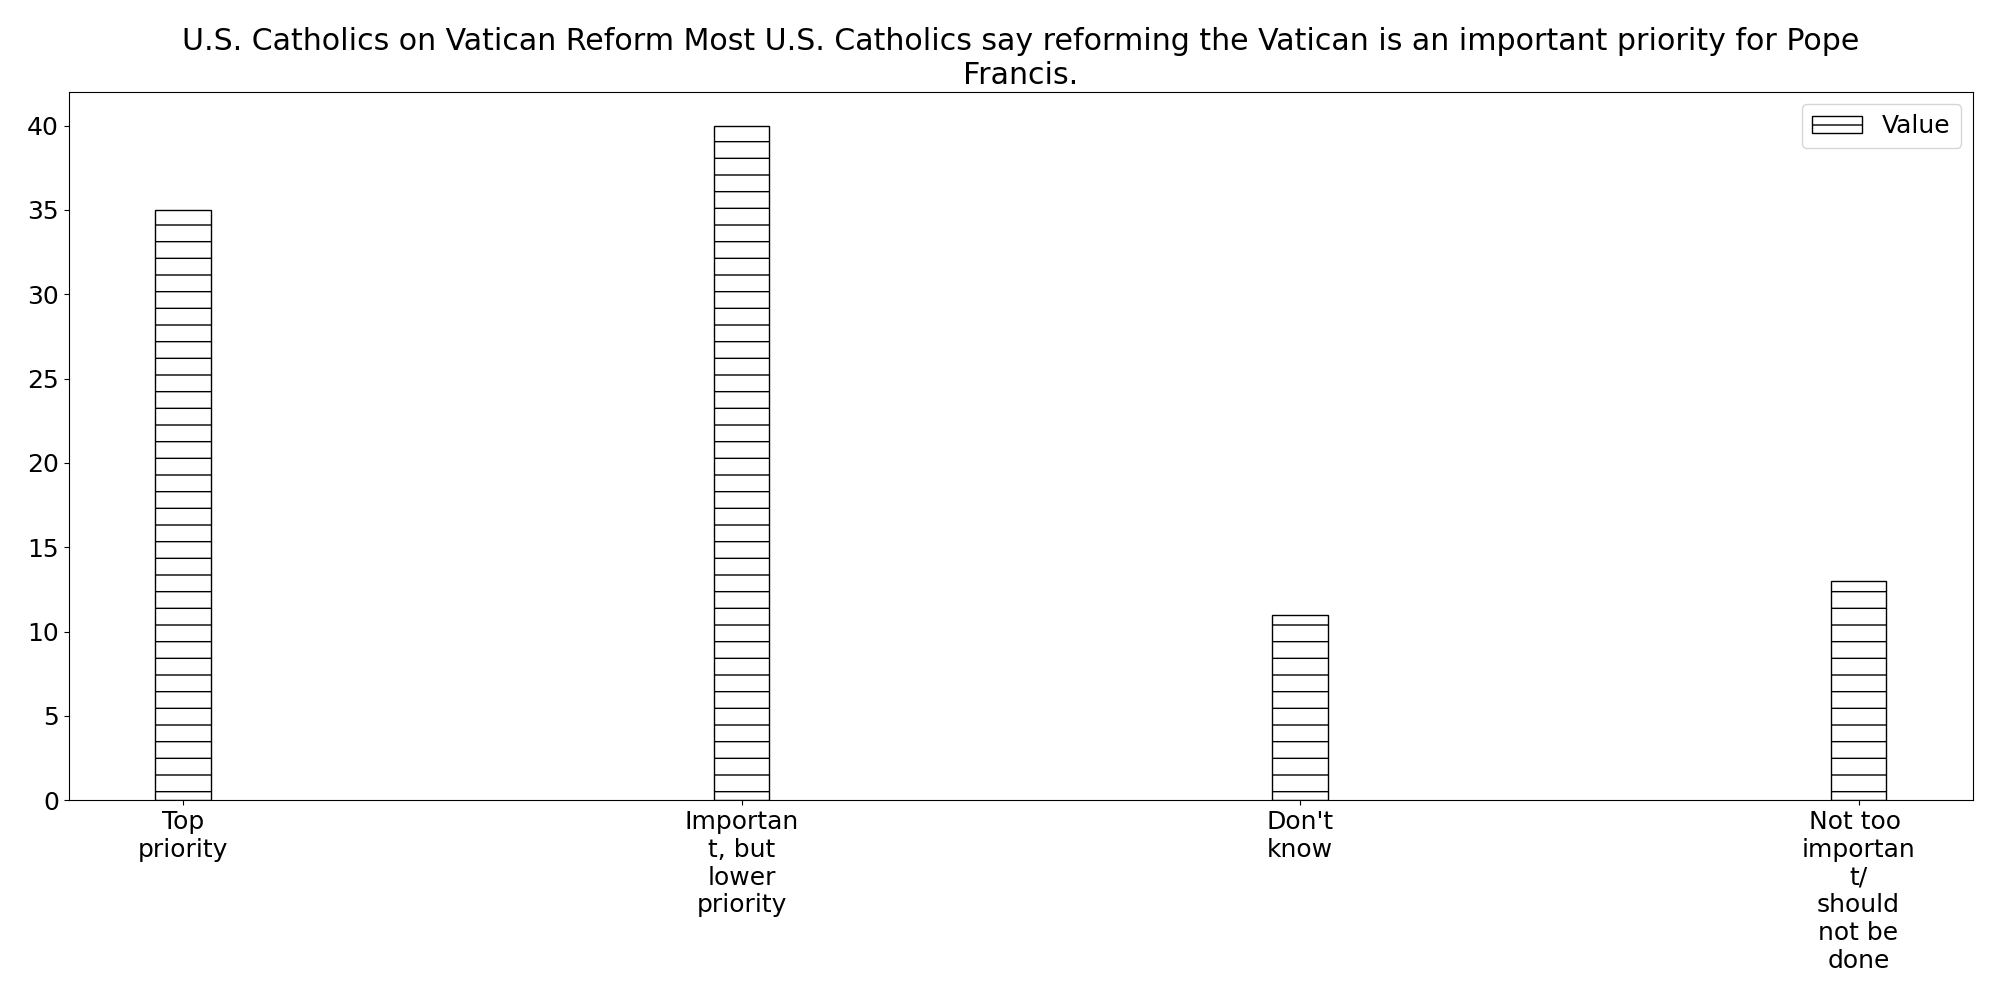 U.S. Catholics on Vatican Reform Most U.S. Catholics say reforming the Vatican is an important priority for Pope
Francis.
Value
40
35
30
25
20
15
10
5
0
Top
priority
Importan
t, but
lower
priority
Don't
know
Not too
importan
t/
should
not be
done